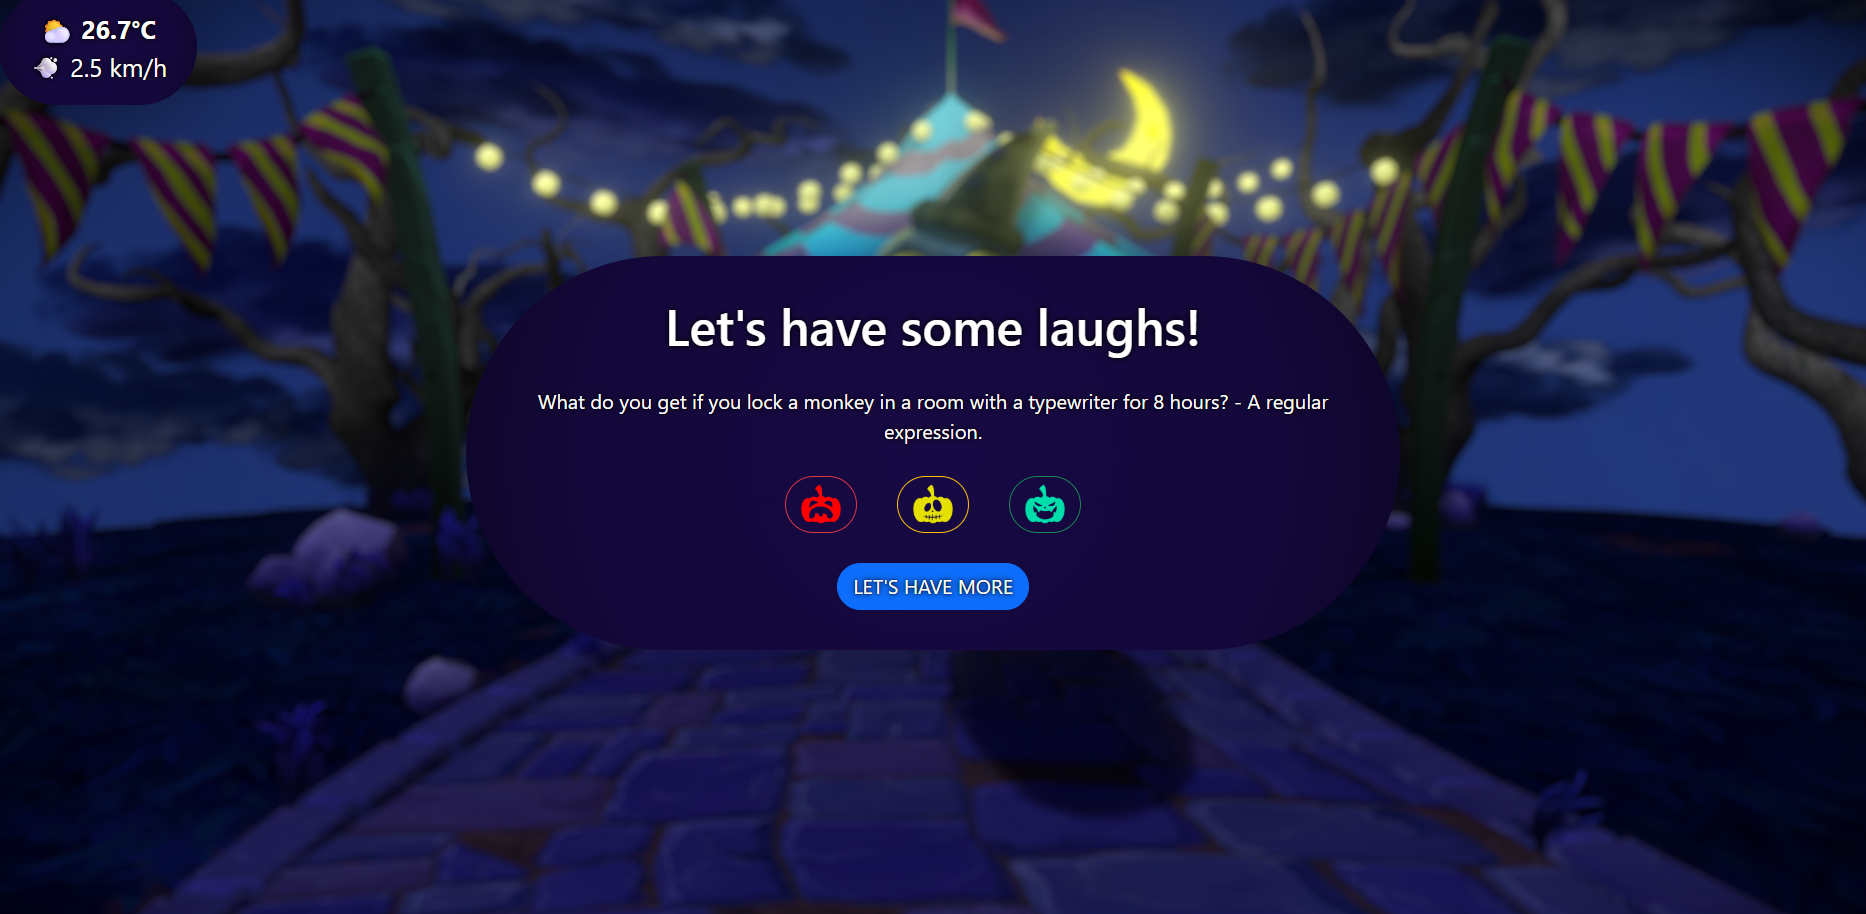 26.7°C
2.5 km/h
Let's have some laughs!
What do you get if you lock a monkey in a room with a typewriter for 8 hours? - A regular
expression.
LET'S HAVE MORE